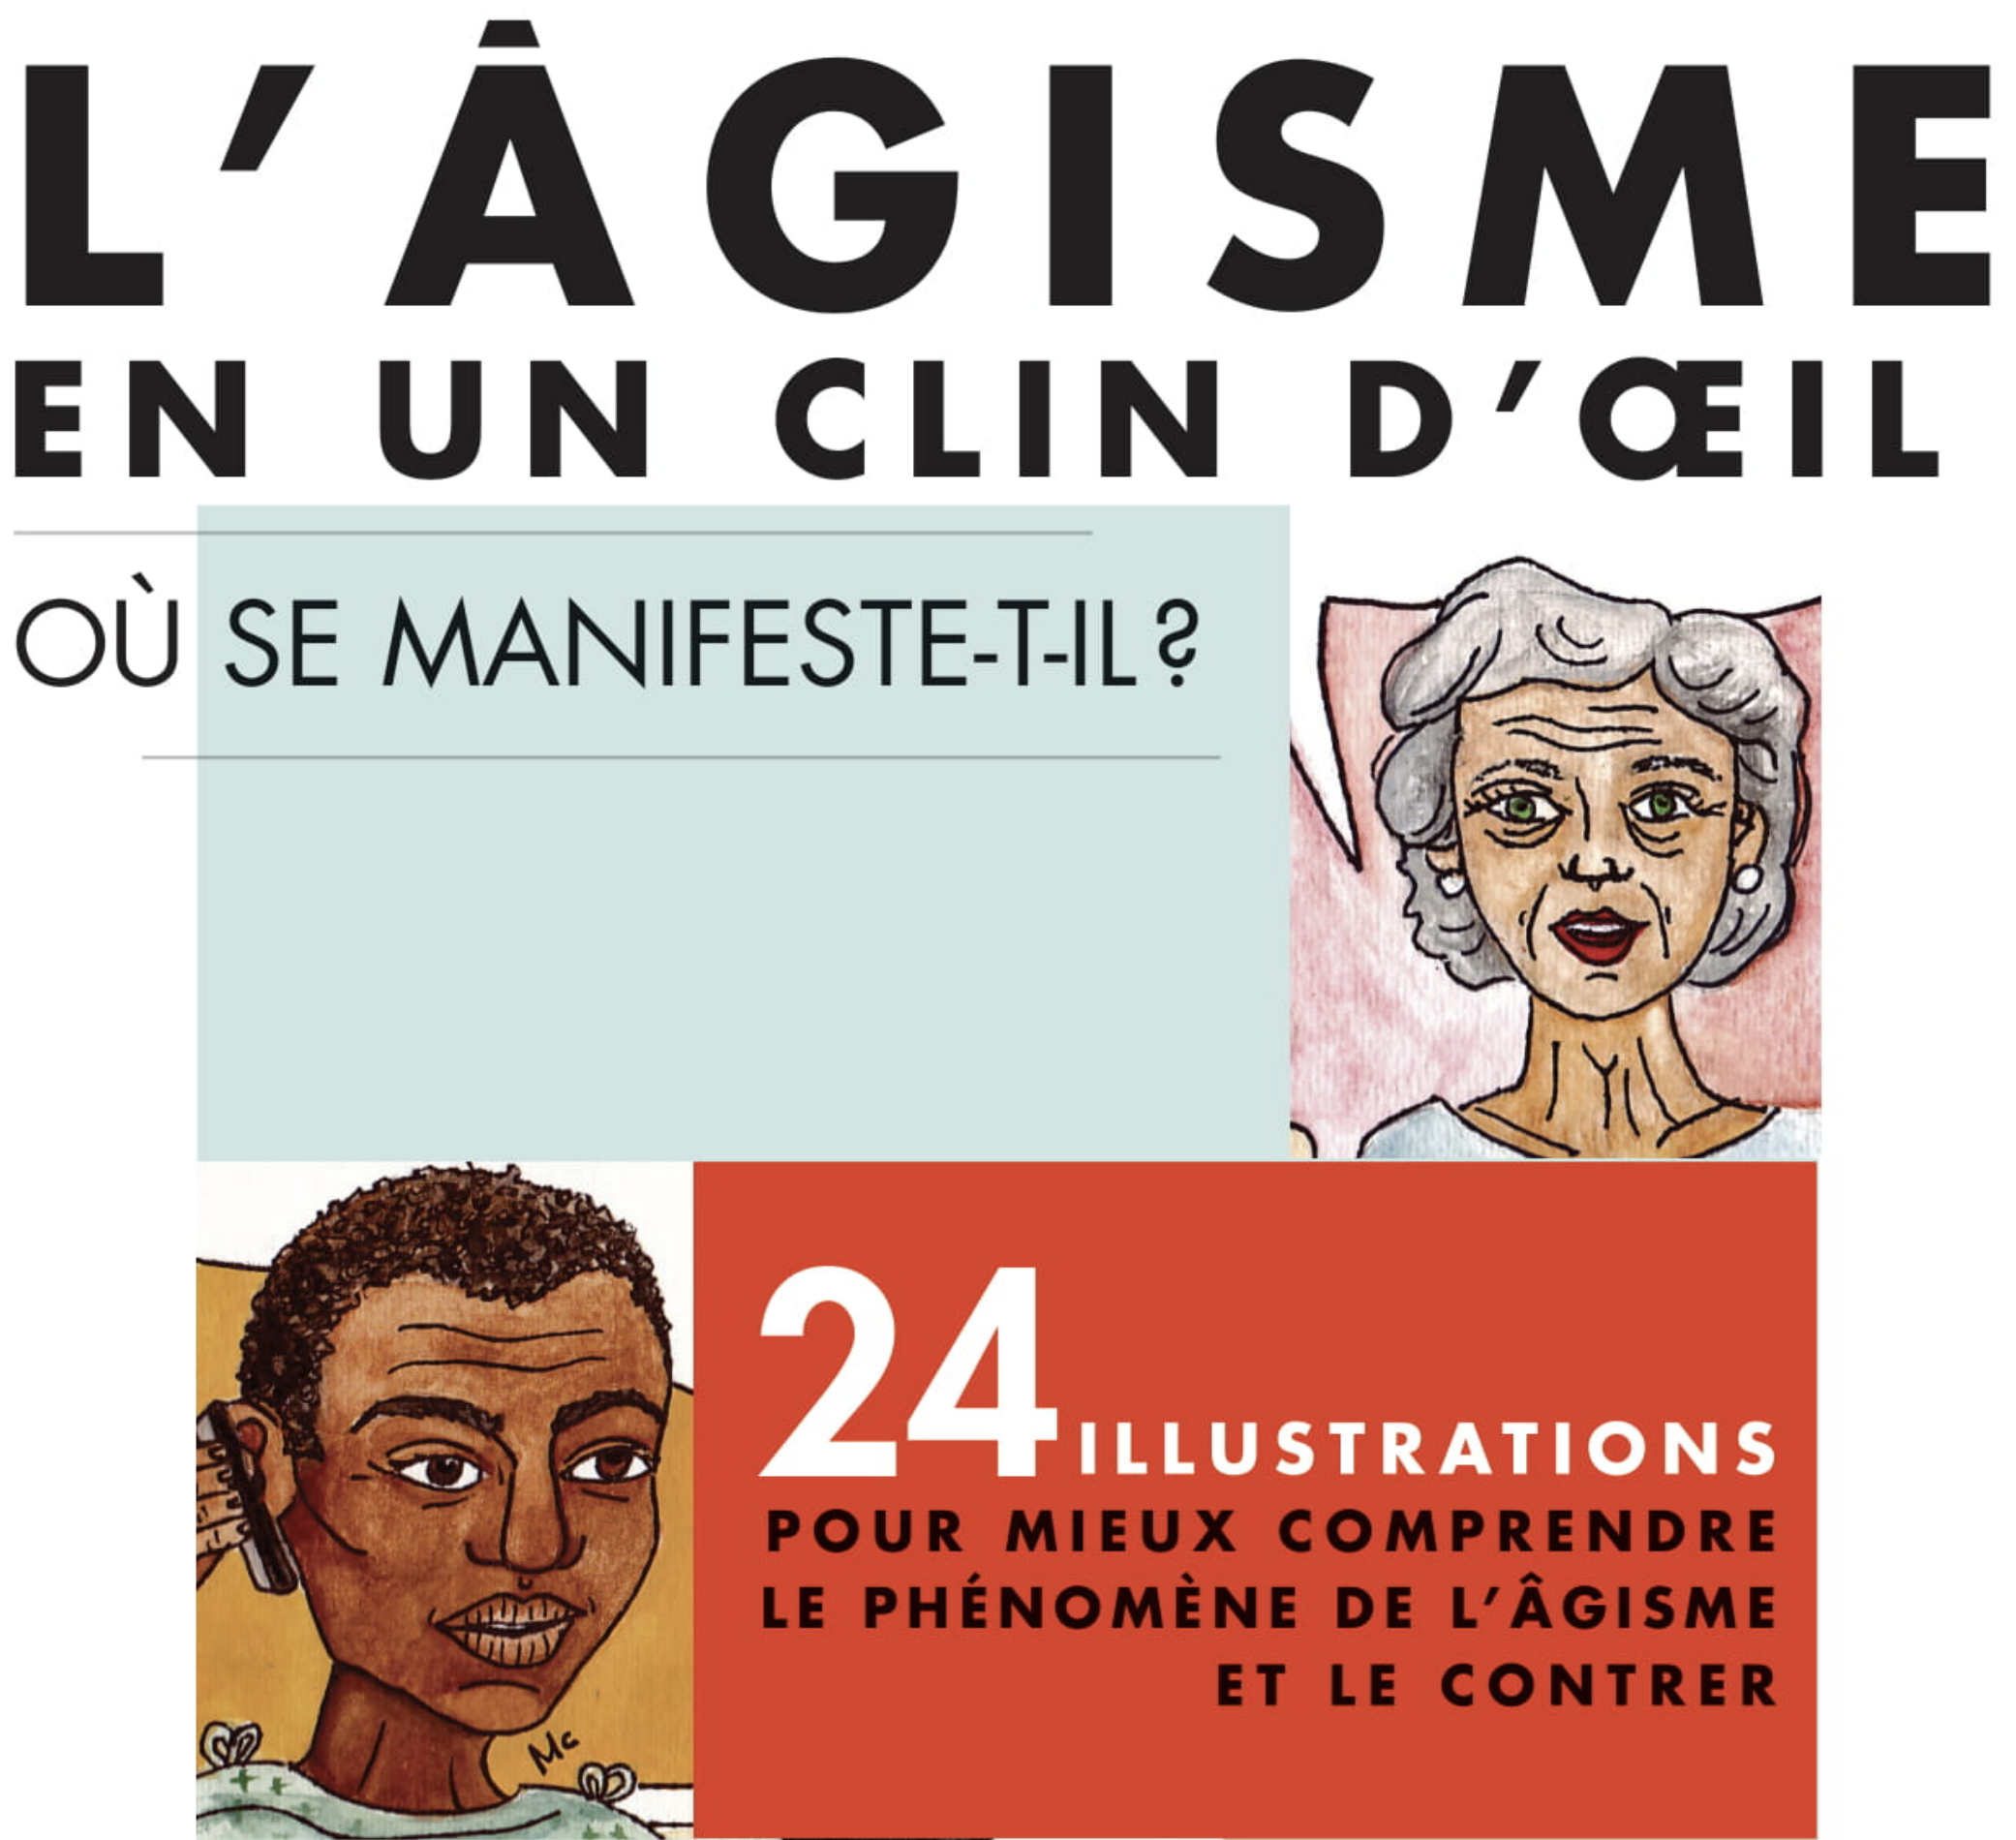 L'ÂGISME
EN UN CLIN D'ŒIL
OÙ SE MANIFESTE-T-IL?
24 ILLUSTRATIONS
POUR MIEUX COMPRENDRE
LE PHÉNOMÈNE DE L'ÂGISME
ET LE CONTRER
Mc